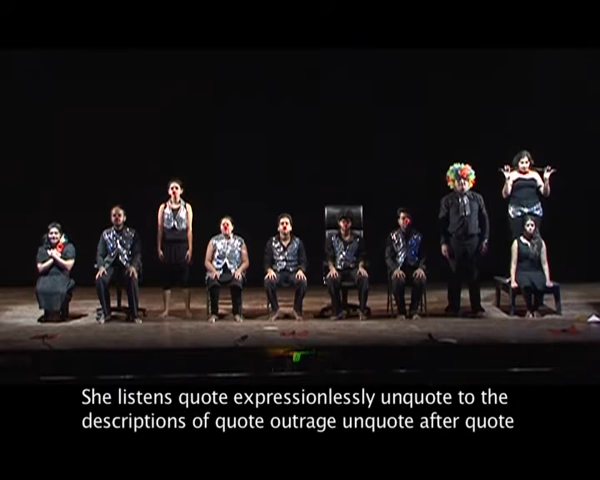 She listens quote expressionlessly unquote to the
descriptions of quote outrage unquote after quote